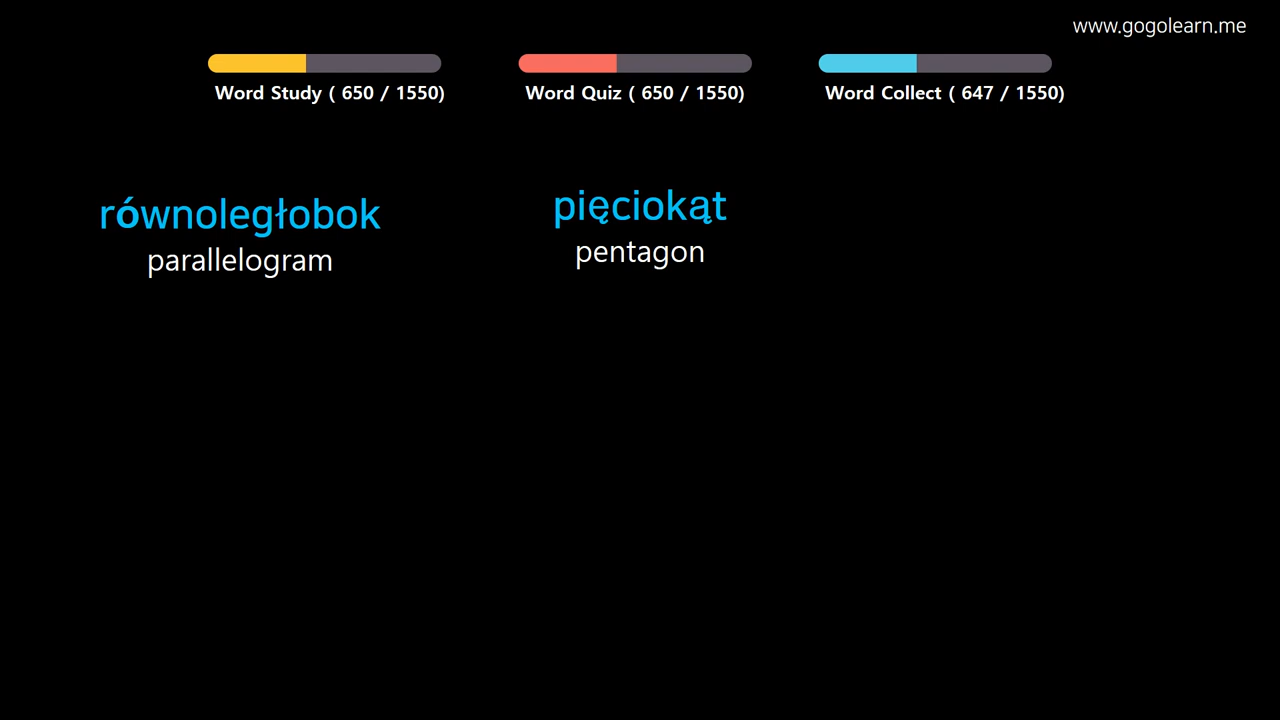 www.gogolearn.me
Word Study ( 650 / 1550)
Word Quiz ( 650 / 1550)
Word Collect ( 647 / 1550)
równoległobok
parallelogram
pięciokąt
pentagon